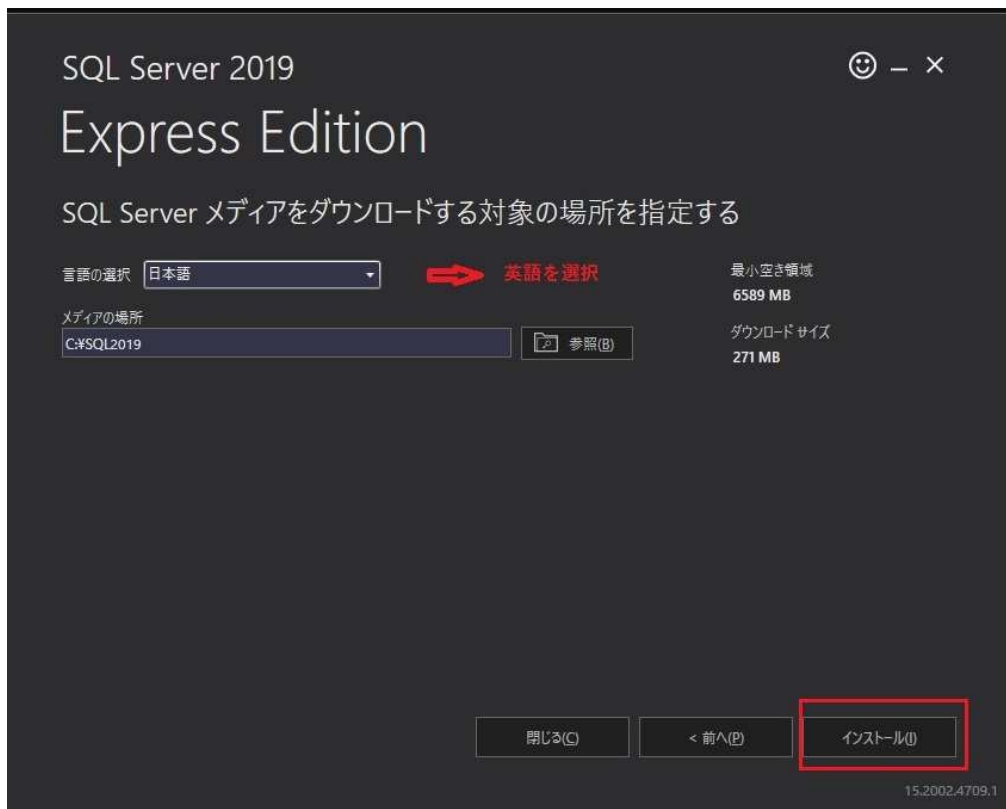 SQL Server 2019
Express Edition
SQL Server メディアをダウンロードする対象の場所を指定する
言語の選択 日本語
英語を選択
最小空き領域
6589 MB
メディアの場所
C:¥SQL2019
参照(B)
ダウンロード サイズ
271 MB
閉じる(C)
< 前へ(P)
インストール(I)
15.2002.4709.1